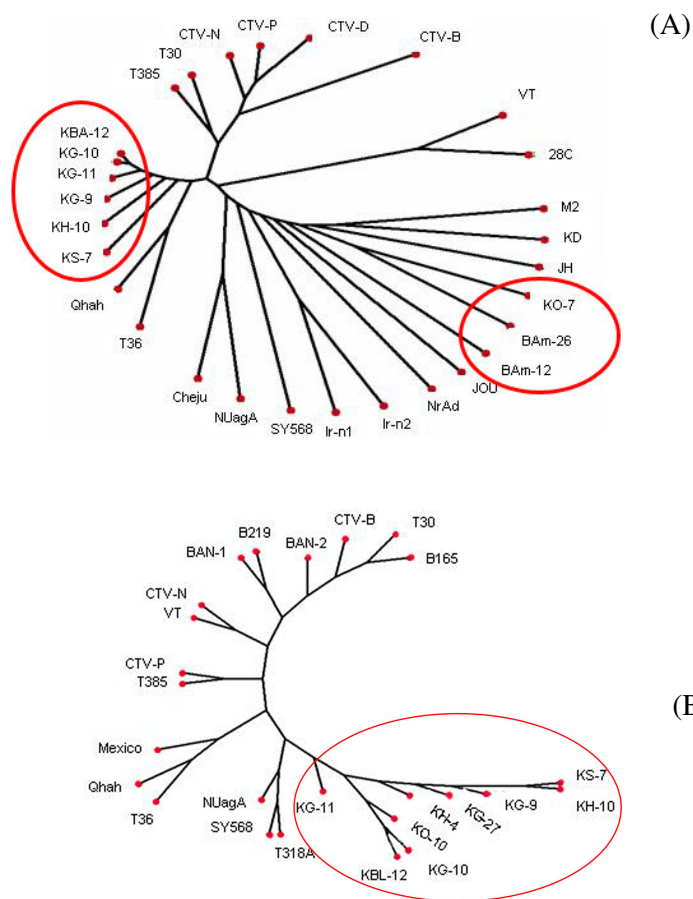 (A)
CTV-P
CTV-D
CTV-N
CTV-B
T30
T385
VT
KBA-12
KG-10
28C
KG-11
KG-9
M2
KH-10
KD
KS-7
JH
Qhah
KO-7
T36
BAm-26
BAm-12
Cheju
JOU
NUagA
NrAd
SY568
Ir-n1
Ir-n2
CTV-B
B219
T30
BAN-1
BAN-2
B165
CTV-N
VT
CTV-P
T385
(B
Mexico
KS-7
Qhah
NUagA
KG-11
KG-9
KH-10
T36
KH-4
KG-27
SY568
KO-10
T318A
KBL-12
KG-10